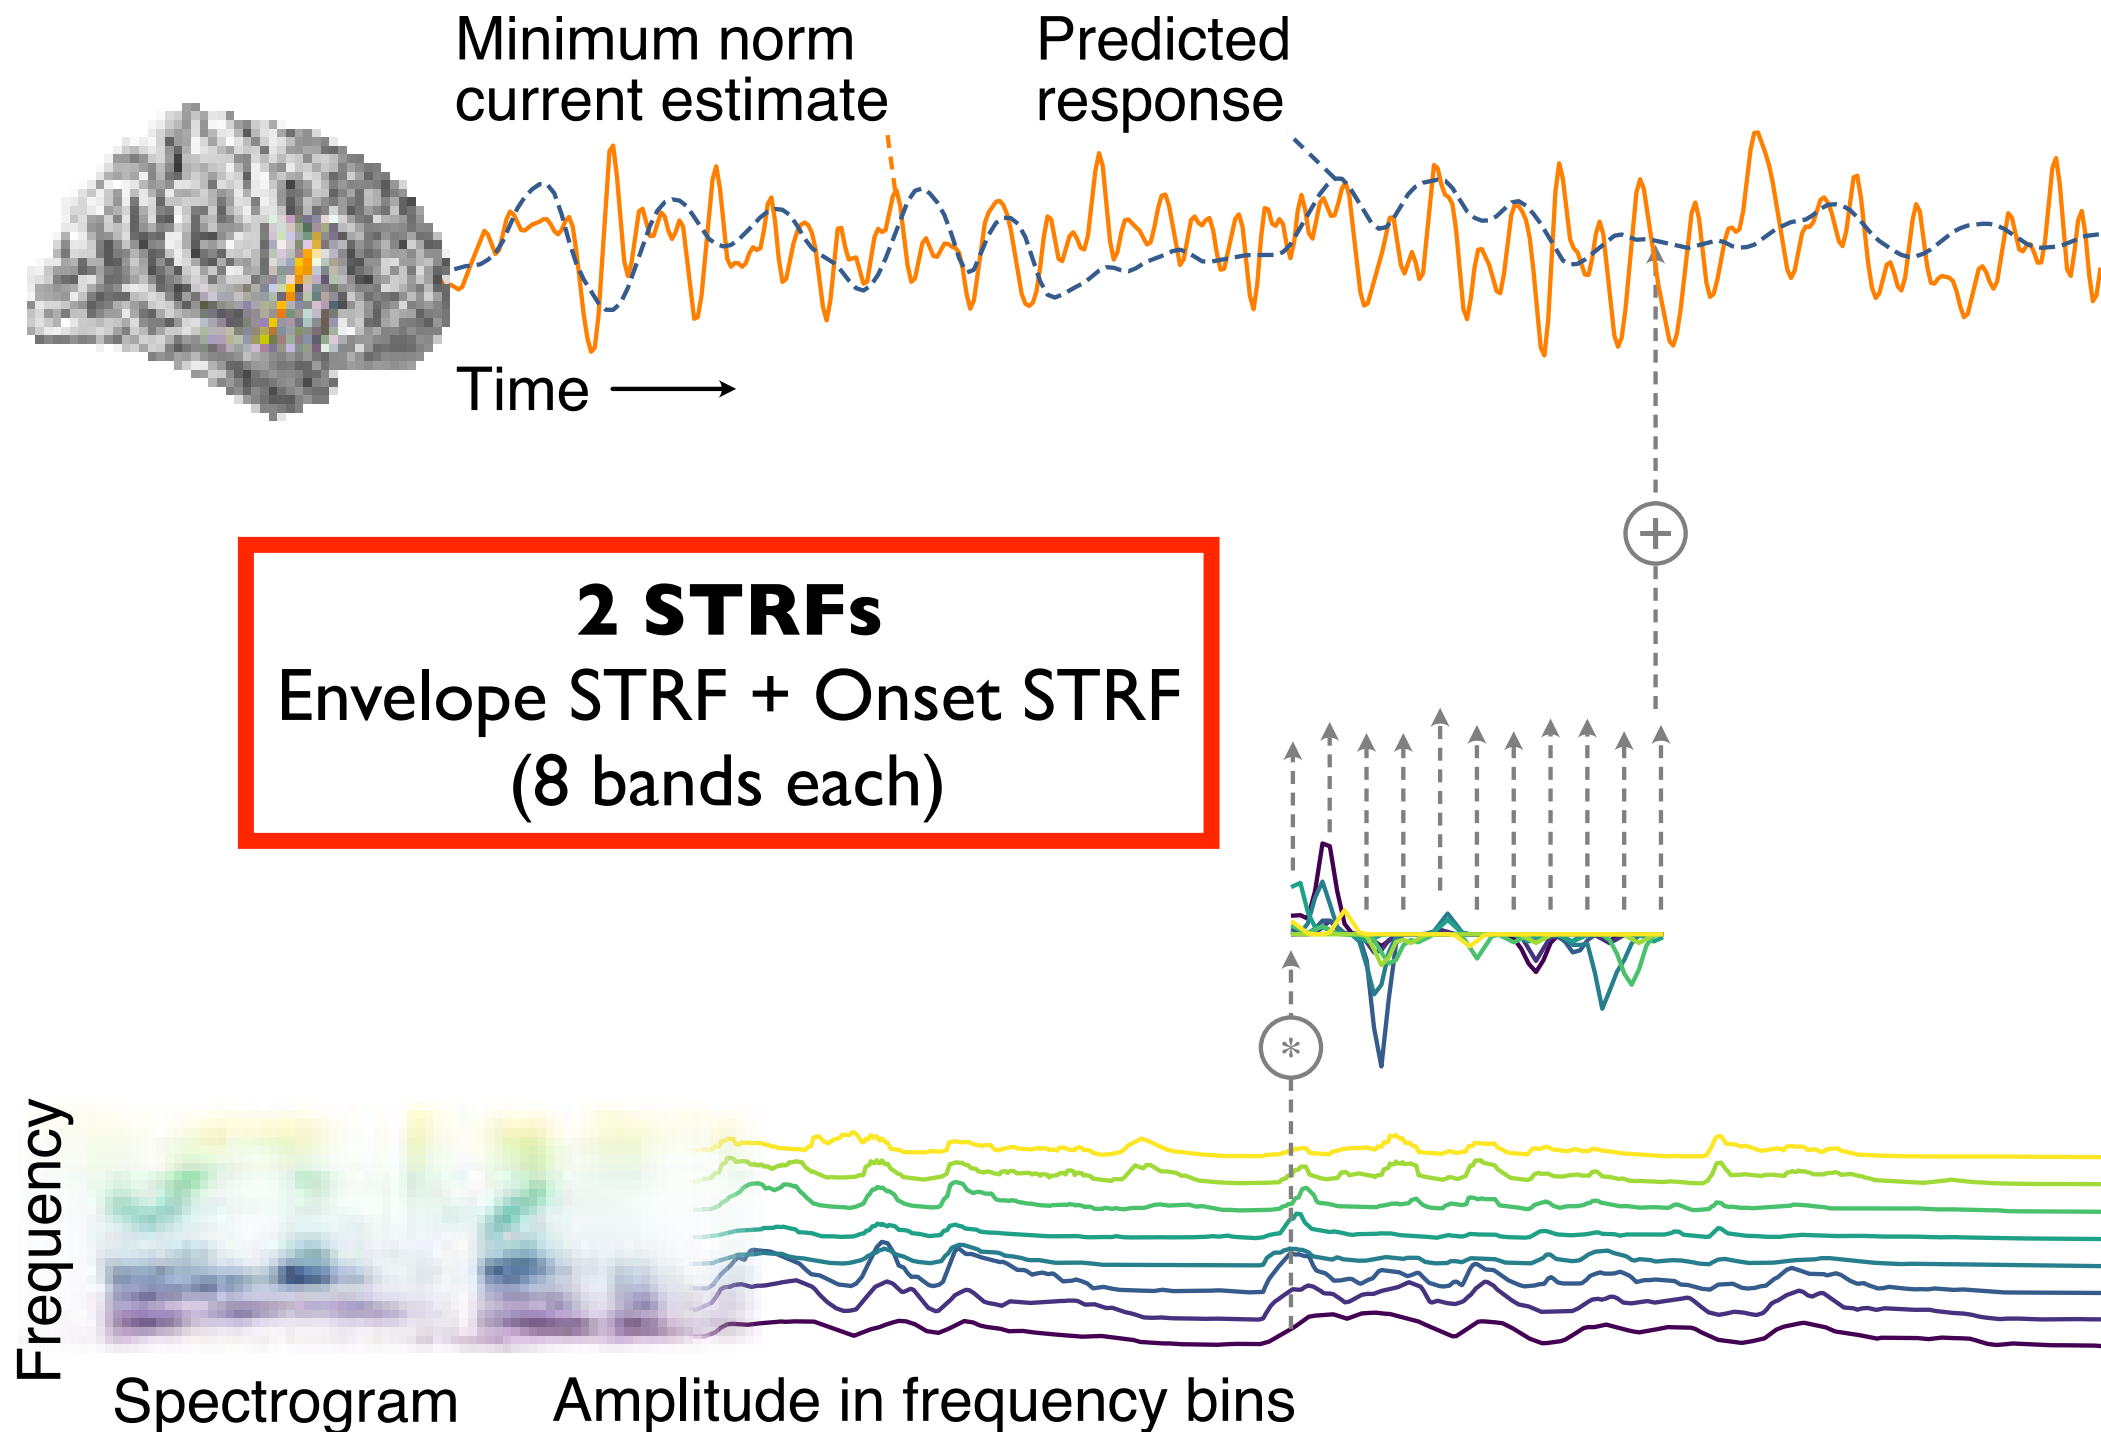 Minimum norm
current estimate
Predicted
response
Time
+
2 STRFs
Envelope STRF + Onset STRF
(8 bands each)
*
Frequency
Spectrogram
Amplitude in frequency bins